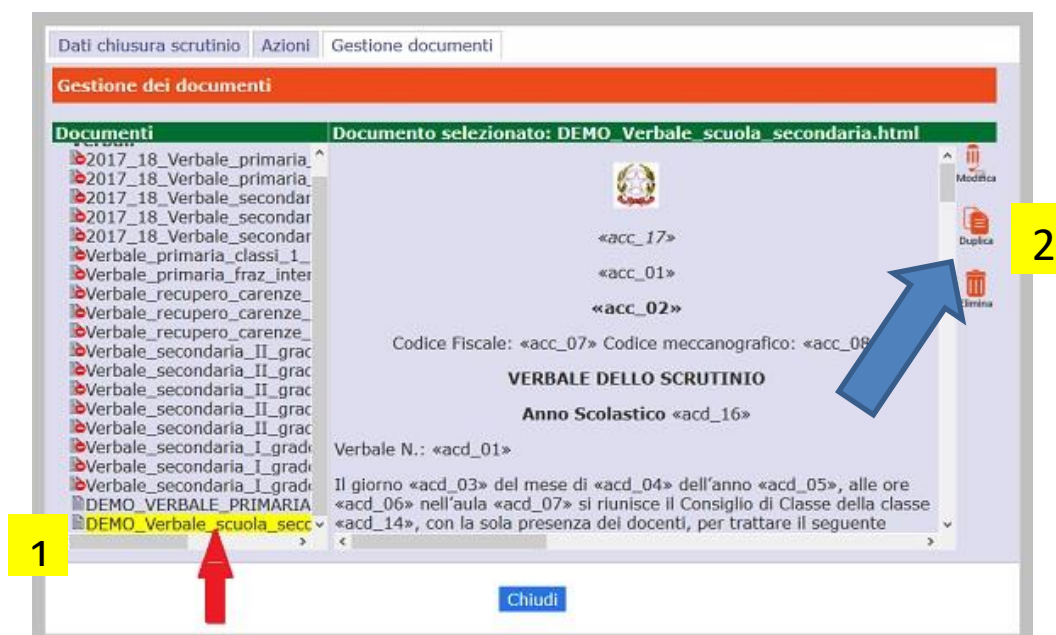 Dati chiusura scrutinio Azioni Gestione documenti
Gestione dei documenti
Documenti
Documento selezionato: DEMO_Verbale_scuola_secondaria.html
Verbali
2017_18_Verbale_primaria_
2017_18_Verbale_primaria_
2017_18_Verbale_secondar
2017_18_Verbale_secondar
2017_18_Verbale_secondar
Verbale_primaria_classi_1_
Verbale_primaria_fraz_inter
Verbale_recupero_carenze_
Verbale_recupero_carenze_
Verbale_recupero_carenze_
Verbale_secondaria_II_grac
Verbale_secondaria_II_grac
Verbale_secondaria_II_grac
Verbale_secondaria_II_grac
Verbale_secondaria_II_grac
Verbale_secondaria_I_grad
Verbale_secondaria_I_grad
Verbale_secondaria_I_grad
DEMO_VERBALE_PRIMARIA
DEMO_Verbale_scuola_secc
«acc_17»
«acc_01»
«acc_02»
Codice Fiscale: «acc_07» Codice meccanografico: «acc_08
VERBALE DELLO SCRUTINIO
Anno Scolastico «acd_16»
Verbale N.: «acd_01»
Il giorno «acd_03» del mese di «acd_04» dell'anno «acd_05», alle ore
«acd_06» nell'aula «acd_07» si riunisce il Consiglio di Classe della classe
«acd_14», con la sola presenza dei docenti, per trattare il seguente
Modifica
Duplica
Elimina
2
1
Chiudi